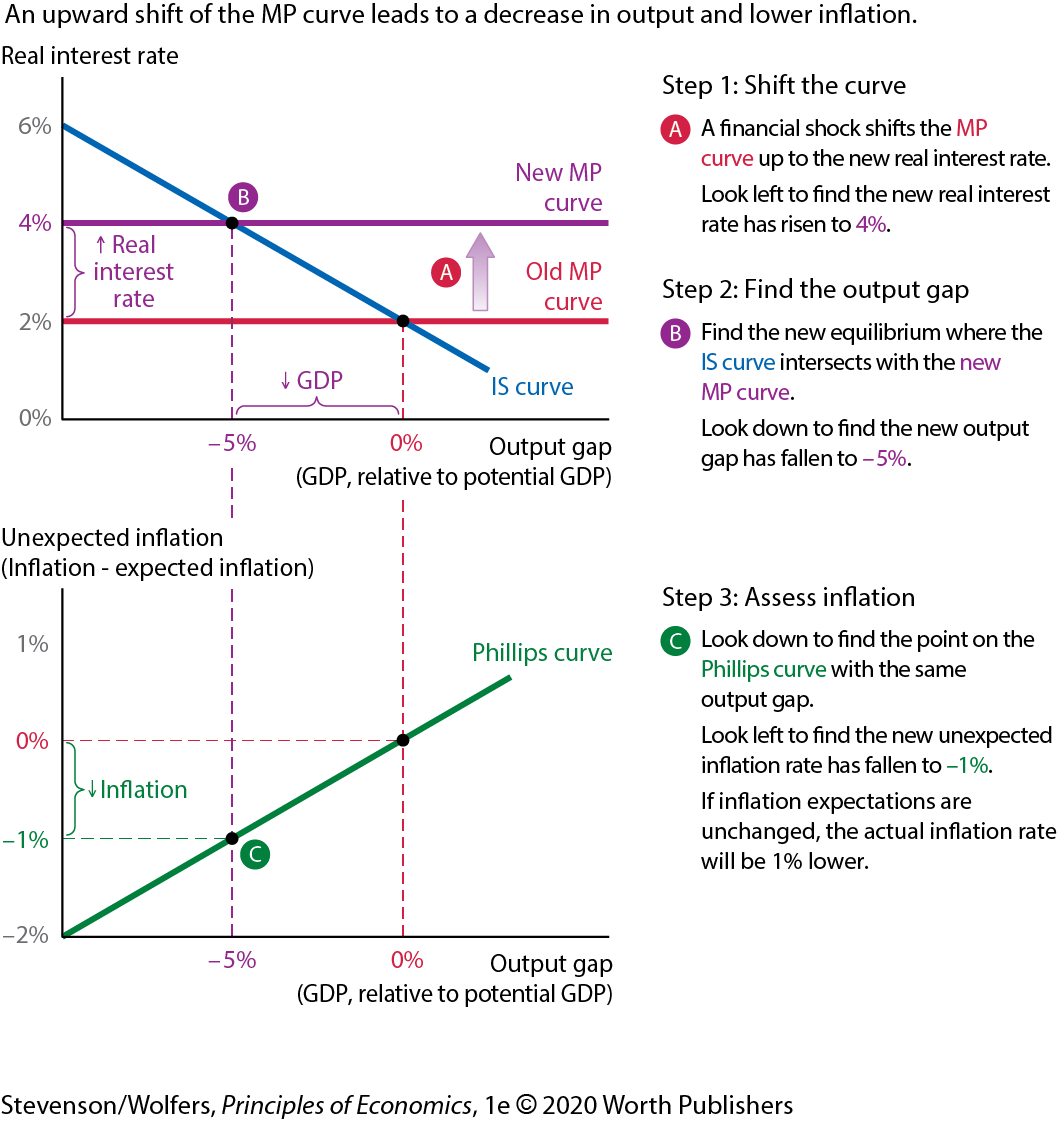 An upward shift of the MP curve leads to a decrease in output and lower inflation.
Real interest rate
6%
4%
2%
0%
New MP
curve
B
↑ Real
interest
rate
A
Old MP
curve
↓ GDP
IS curve
–5%
0%
Output gap
(GDP, relative to potential GDP)
Step 1: Shift the curve
A
A financial shock shifts the MP
curve up to the new real interest rate.
Look left to find the new real interest
rate has risen to 4%.
Step 2: Find the output gap
B
Find the new equilibrium where the
IS curve intersects with the new
MP curve.
Look down to find the new output
gap has fallen to –5%.
Unexpected inflation
(Inflation - expected inflation)
1%
0%
–1%
–2%
Phillips curve
↓ Inflation
C
–5%
0%
Output gap
(GDP, relative to potential GDP)
Step 3: Assess inflation
C
Look down to find the point on the
Phillips curve with the same
output gap.
Look left to find the new unexpected
inflation rate has fallen to –1%.
If inflation expectations are
unchanged, the actual inflation rate
will be 1% lower.
Stevenson/Wolfers, Principles of Economics, 1e © 2020 Worth Publishers